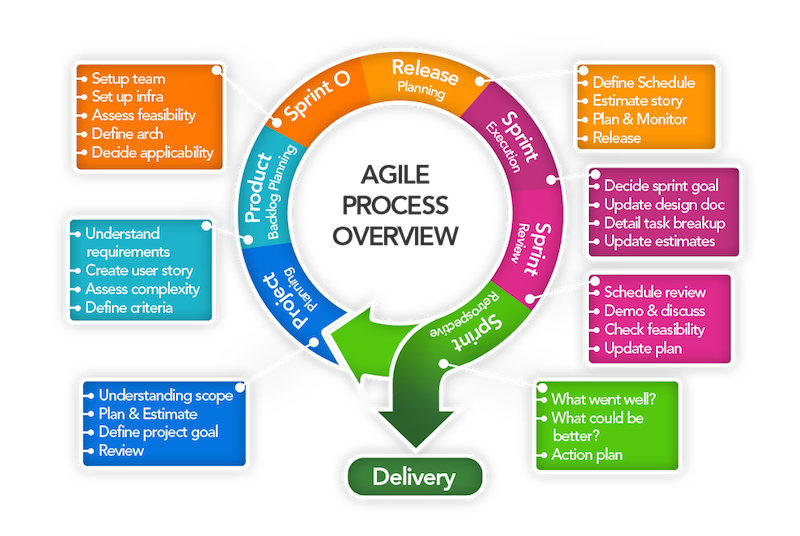 AGILE
PROCESS
OVERVIEW
Project
Planning
Product
Backlog Planning
Sprint O
Release
Planning
Sprint
Execution
Sprint
Review
Sprint
Retrospective
Delivery
Setup team
Set up infra
Assess feasibility
Define arch
Decide applicability
Understand
requirements
Create user story
Assess complexity
Define criteria
Understanding scope
Plan & Estimate
Define project goal
Review
Define Schedule
Estimate story
Plan & Monitor
Release
Decide sprint goal
Update design doc
Detail task breakup
Update estimates
Schedule review
Demo & discuss
Check feasibility
Update plan
What went well?
What could be
better?
Action plan